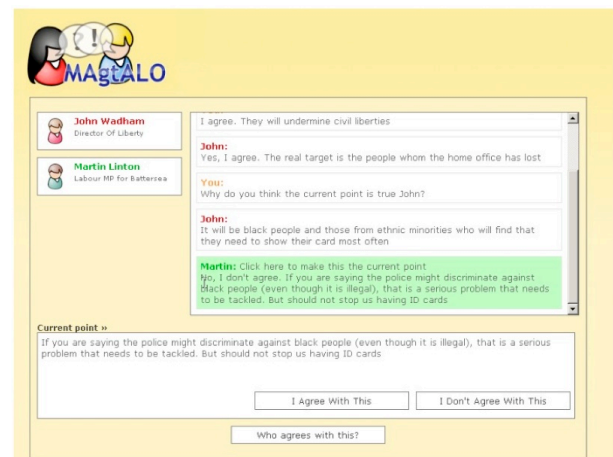 ?!
MAgtALO
John Wadham
Director Of Liberty
Martin Linton
Labour MP for Battersea
I agree. They will undermine civil liberties
John:
Yes, I agree. The real target is the people whom the home office has lost
You:
Why do you think the current point is true John?
John:
It will be black people and those from ethnic minorities who will find that
they need to show their card most often
Martin: Click here to make this the current point
No, I don't agree. If you are saying the police might discriminate against
black people (even though it is illegal), that is a serious problem that needs
to be tackled. But should not stop us having ID cards
Current point »
If you are saying the police might discriminate against black people (even though it is illegal), that is a serious
problem that needs to be tackled. But should not stop us having ID cards
I Agree With This
I Don't Agree With This
Who agrees with this?